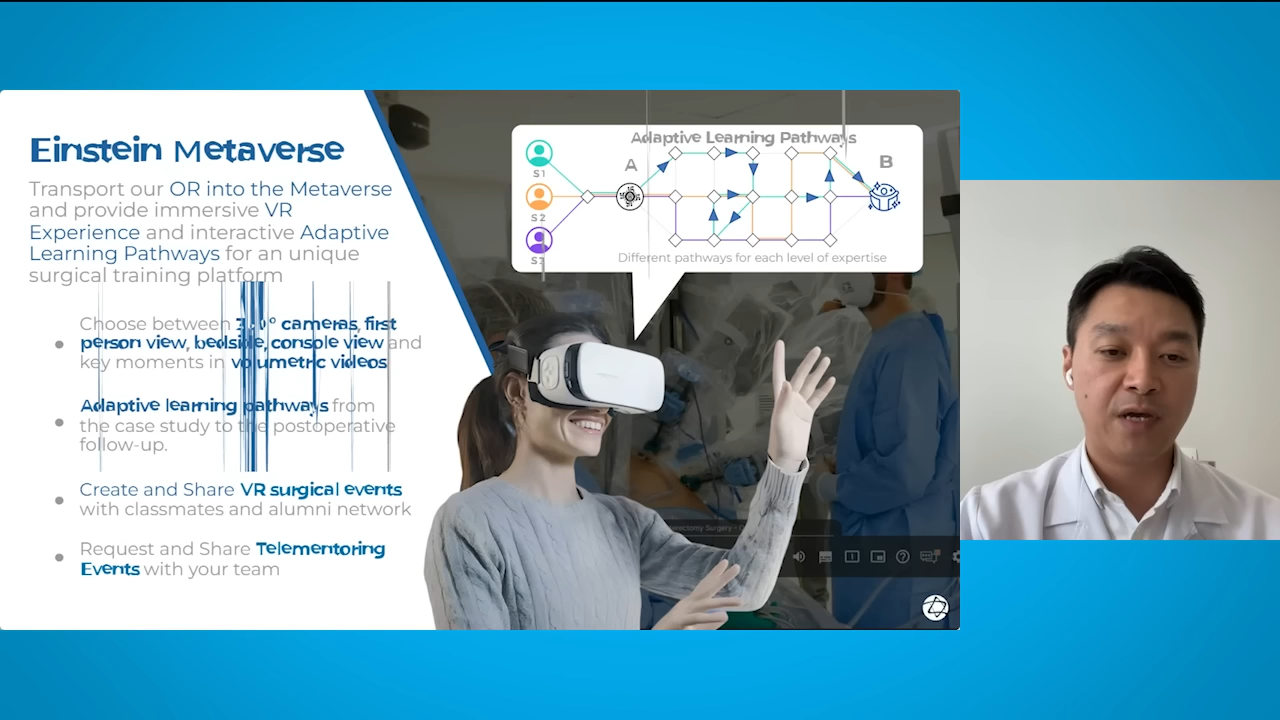 Einstein Metaverse
Transport our OR into the Metaverse
and provide immersive VR
Experience and interactive Adaptive
Learning Pathways for an unique
surgical training platform
Choose between cameras, first
person view, bedside, console view and
key moments in volumetric videos
Adaptive learning pathways from
the case study to the postoperative
follow-up.
Create and Share VR surgical events
with classmates and alumni network
Request and Share Telementoring
Events with your team
Adaptive Learning Pathways
A
B
S1
S2
S3
Different pathways for each level of expertise